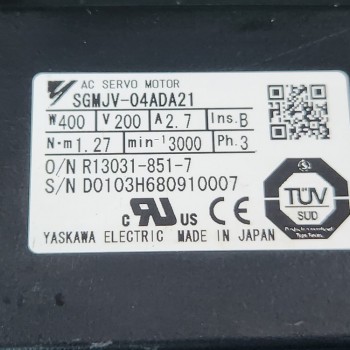 AC SERVO MOTOR
SGMJV-04ADA21
W 400 V 200 A 2.7 Ins. B
N·m 1.27 min⁻¹ 3000 Ph. 3
O/N R13031-851-7
S/N D0103H680910007
c RU US CE
TÜV
SÜD
YASKAWA ELECTRIC MADE IN JAPAN